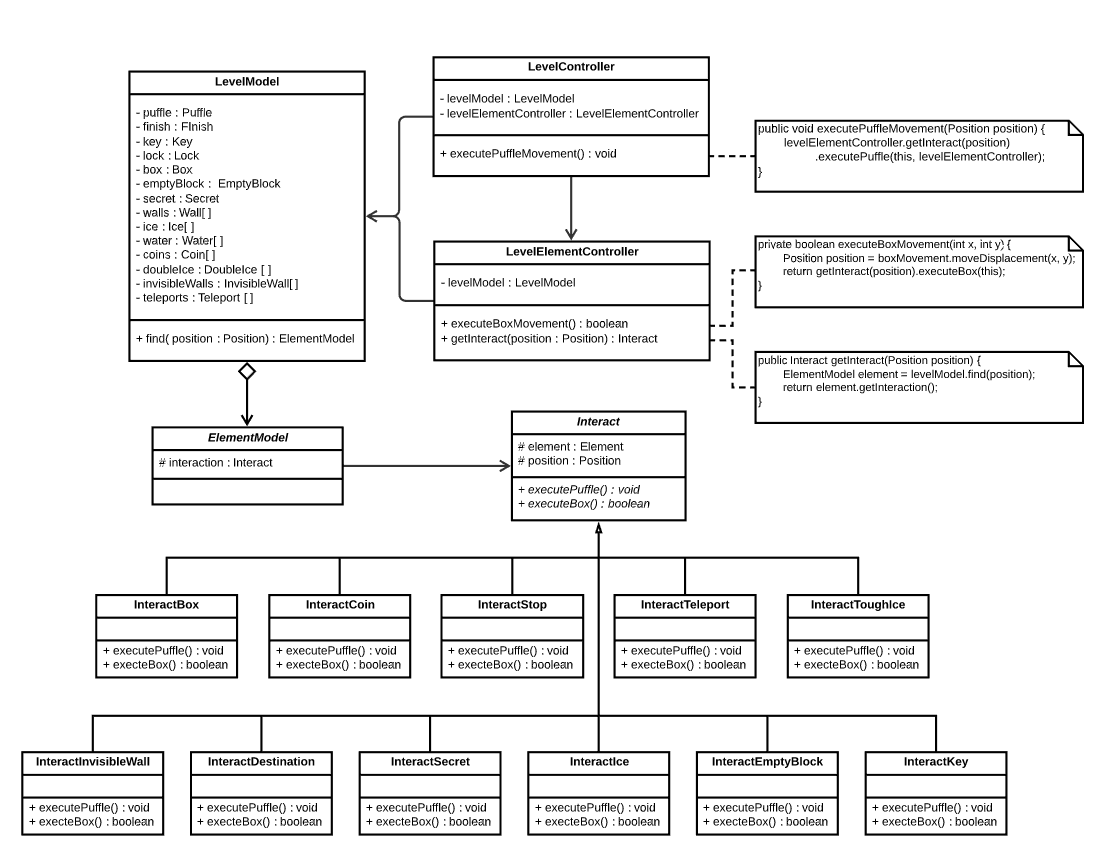 LevelModel
- puffle : Puffle
- finish : FInish
- key : Key
- lock : Lock
- box : Box
- emptyBlock :  EmptyBlock
- secret : Secret
- walls : Wall[ ]
- ice : Ice[ ]
- water : Water[ ]
- coins : Coin[ ]
- doubleIce : DoubleIce [ ]
- invisibleWalls : InvisibleWall[ ]
- teleports : Teleport [ ]
+ find( position : Position) : ElementModel
LevelController
- levelModel : LevelModel
- levelElementController : LevelElementController
+ executePuffleMovement() : void
public void executePuffleMovement(Position position) {
levelElementController.getInteract(position)
.executePuffle(this, levelElementController);
}
LevelElementController
- levelModel : LevelModel
+ executeBoxMovement() : boolean
+ getInteract(position : Position) : Interact
private boolean executeBoxMovement(int x, int y) {
Position position = boxMovement.moveDisplacement(x, y);
return getInteract(position).executeBox(this);
}
public Interact getInteract(Position position) {
ElementModel element = levelModel.find(position);
return element.getInteraction();
}
ElementModel
# interaction : Interact
Interact
# element : Element
# position : Position
+ executePuffle() : void
+ executeBox() : boolean
InteractBox
+ executePuffle() : void
+ execteBox() : boolean
InteractCoin
+ executePuffle() : void
+ execteBox() : boolean
InteractStop
+ executePuffle() : void
+ execteBox() : boolean
InteractTeleport
+ executePuffle() : void
+ execteBox() : boolean
InteractToughIce
+ executePuffle() : void
+ execteBox() : boolean
InteractInvisibleWall
+ executePuffle() : void
+ execteBox() : boolean
InteractDestination
+ executePuffle() : void
+ execteBox() : boolean
InteractSecret
+ executePuffle() : void
+ execteBox() : boolean
InteractIce
+ executePuffle() : void
+ execteBox() : boolean
InteractEmptyBlock
+ executePuffle() : void
+ execteBox() : boolean
InteractKey
+ executePuffle() : void
+ execteBox() : boolean